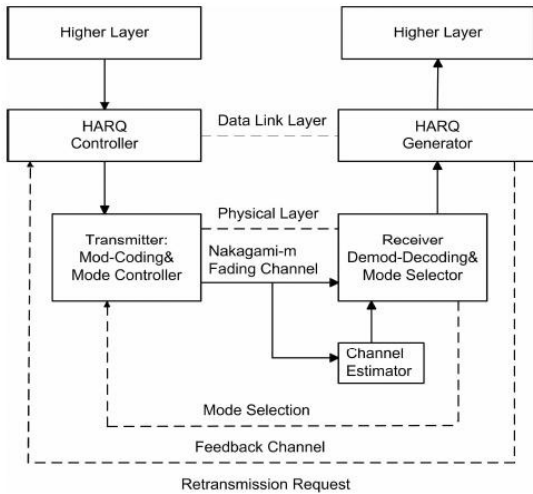 Higher Layer
Higher Layer
HARQ
Controller
Data Link Layer
HARQ
Generator
Physical Layer
Transmitter:
Mod-Coding&
Mode Controller
Nakagami-m
Fading Channel
Receiver
Demod-Decoding&
Mode Selector
Channel
Estimator
Mode Selection
Feedback Channel
Retransmission Request